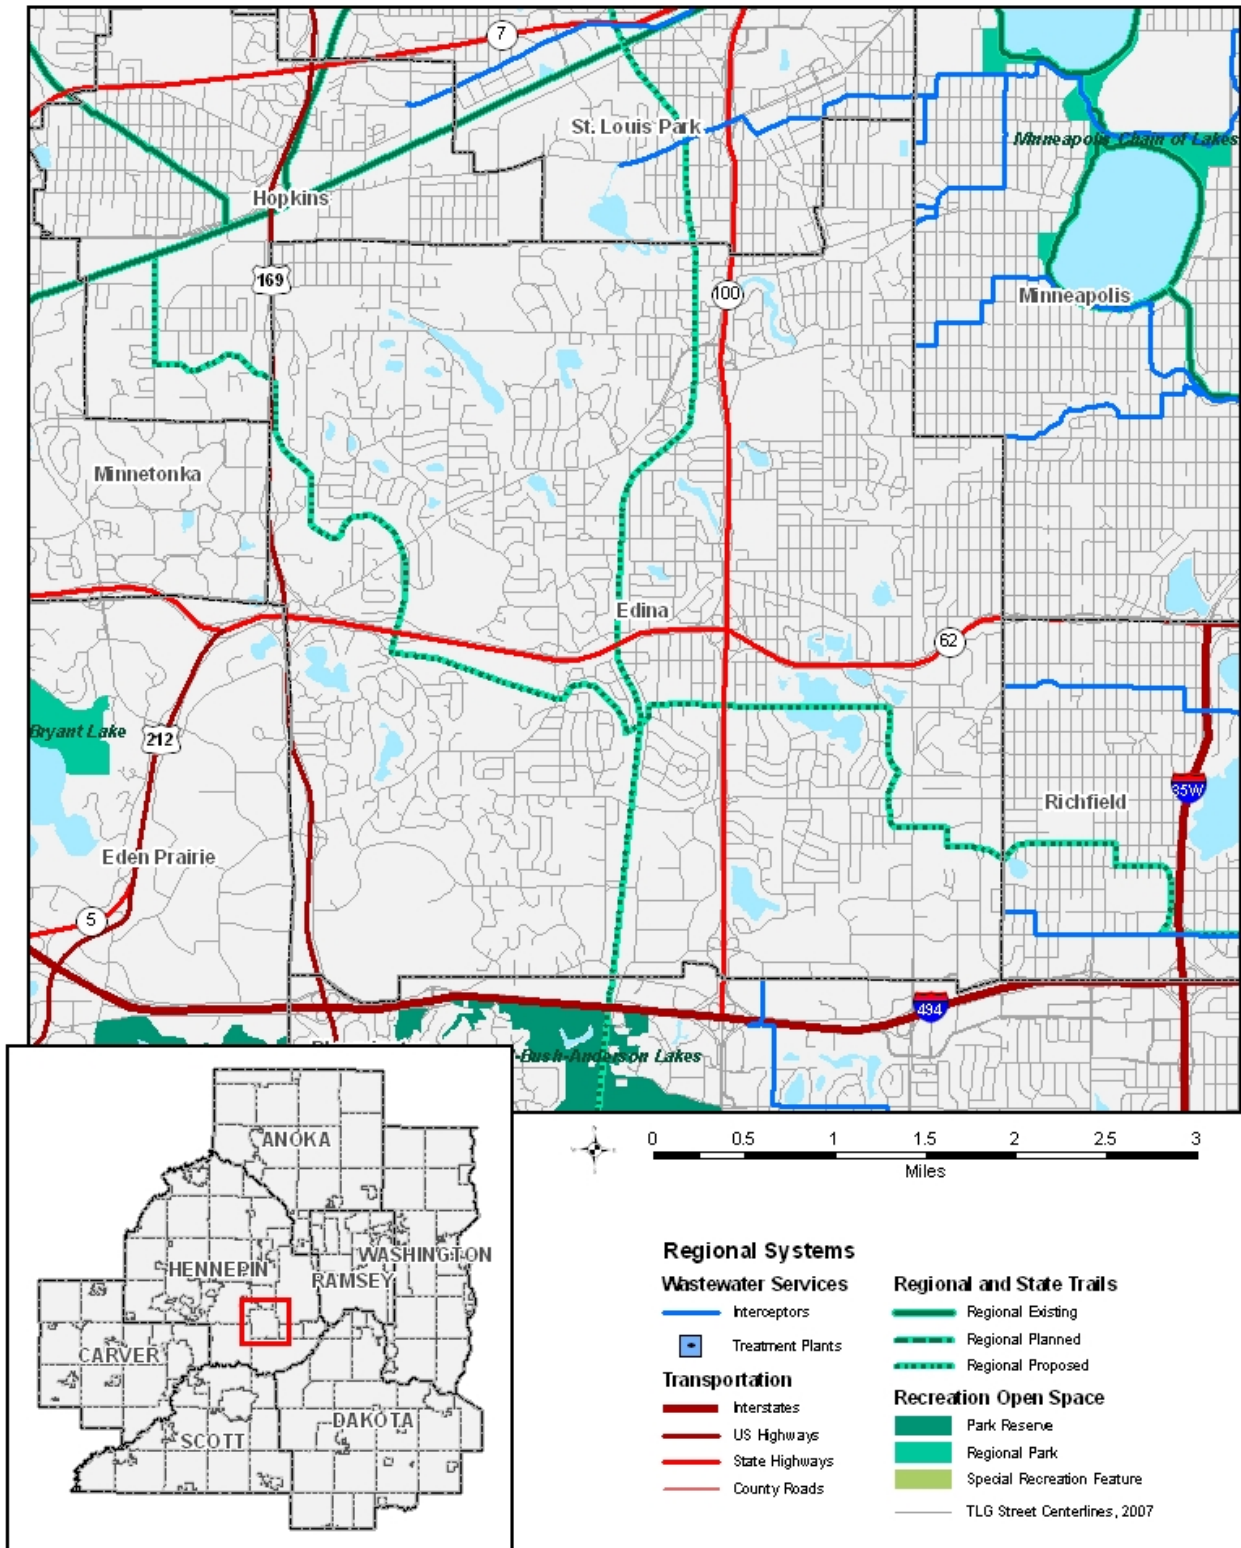 7
St. Louis Park
Minneapolis Chain of Lakes
Hopkins
169
100
Minneapolis
Minnetonka
Edina
62
Bryant Lake
212
35W
Richfield
Eden Prairie
5
494
-Bush-Anderson Lakes
0 0.5 1 1.5 2 2.5 3
Miles
ANOKA
WASHINGTON
HENNEPIN
RAMSEY
CARVER
DAKOTA
SCOTT
Regional Systems
Wastewater Services
Interceptors
Treatment Plants
Transportation
Interstates
US Highways
State Highways
County Roads
Regional and State Trails
Regional Existing
Regional Planned
Regional Proposed
Recreation Open Space
Park Reserve
Regional Park
Special Recreation Feature
TLG Street Centerlines, 2007